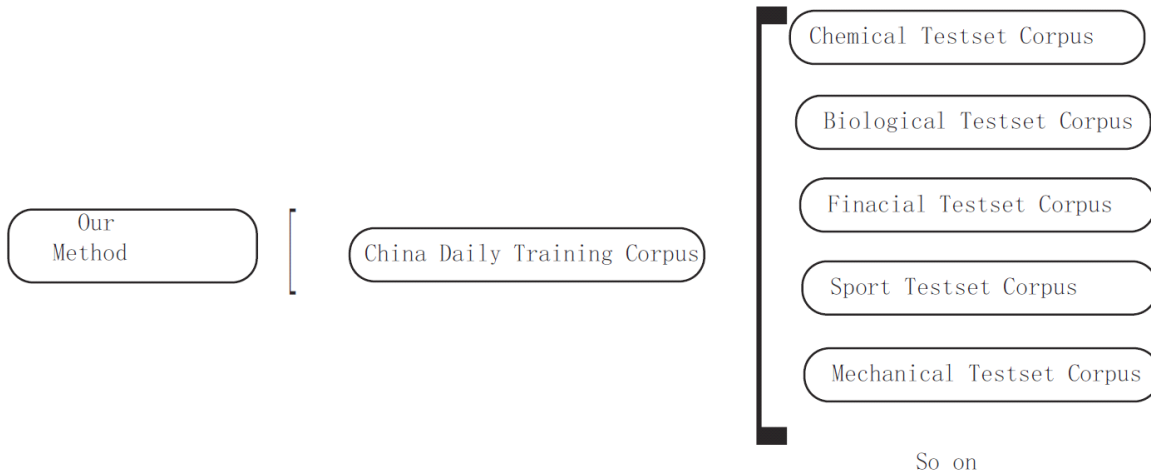 Our
Method
China Daily Training Corpus
Chemical Testset Corpus
Biological Testset Corpus
Finacial Testset Corpus
Sport Testset Corpus
Mechanical Testset Corpus
So on